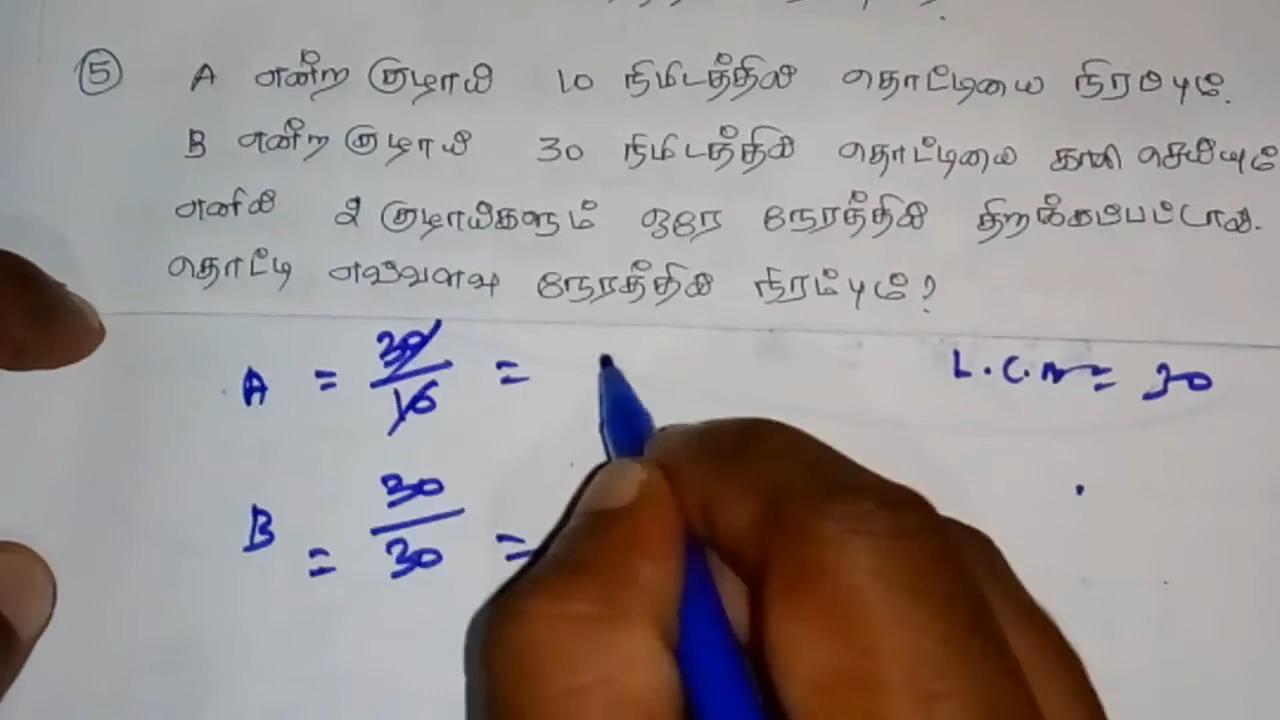 5 A என்ற குழாய் 10 நிமிடத்தில் தொட்டியை நிரம்பும்.
B என்ற குழாய் 30 நிமிடத்தில் தொட்டியை காலி செய்யும்
எனில் 2 குழாய்களும் ஒரே நேரத்தில் திறக்கப்பட்டால்.
தொட்டி எவ்வளவு நேரத்தில் நிரம்பும்?
A = 30/10 = L.C.M = 30
B = 30/30 =